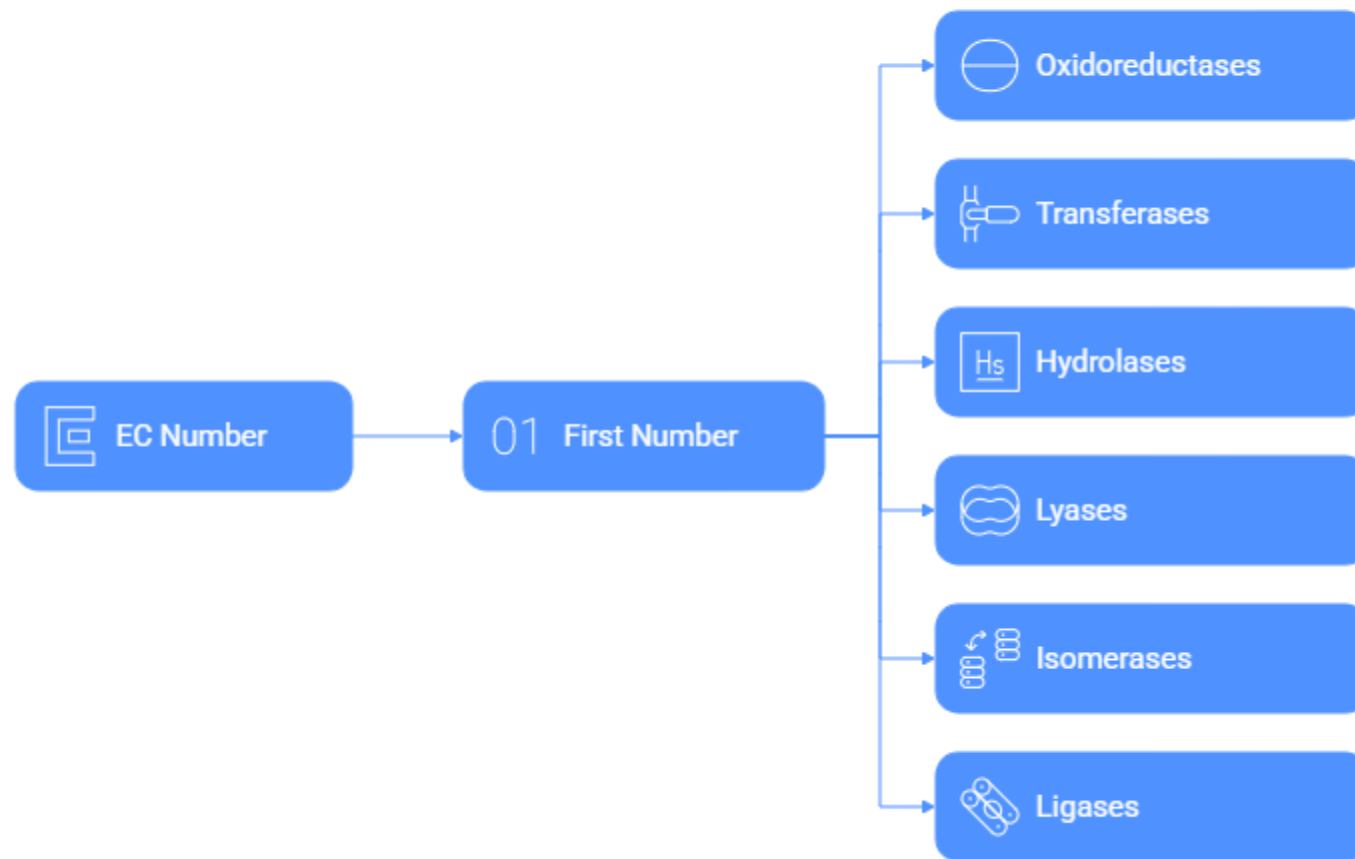 Oxidoreductases
Transferases
Hs
Hydrolases
EC Number
01
First Number
Lyases
Isomerases
Ligases